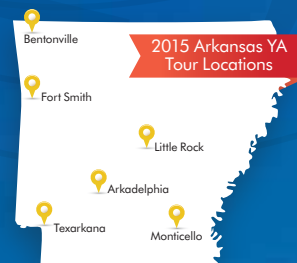 Bentonville
2015 Arkansas YA
Tour Locations
Fort Smith
Little Rock
Arkadelphia
Texarkana
Monticello